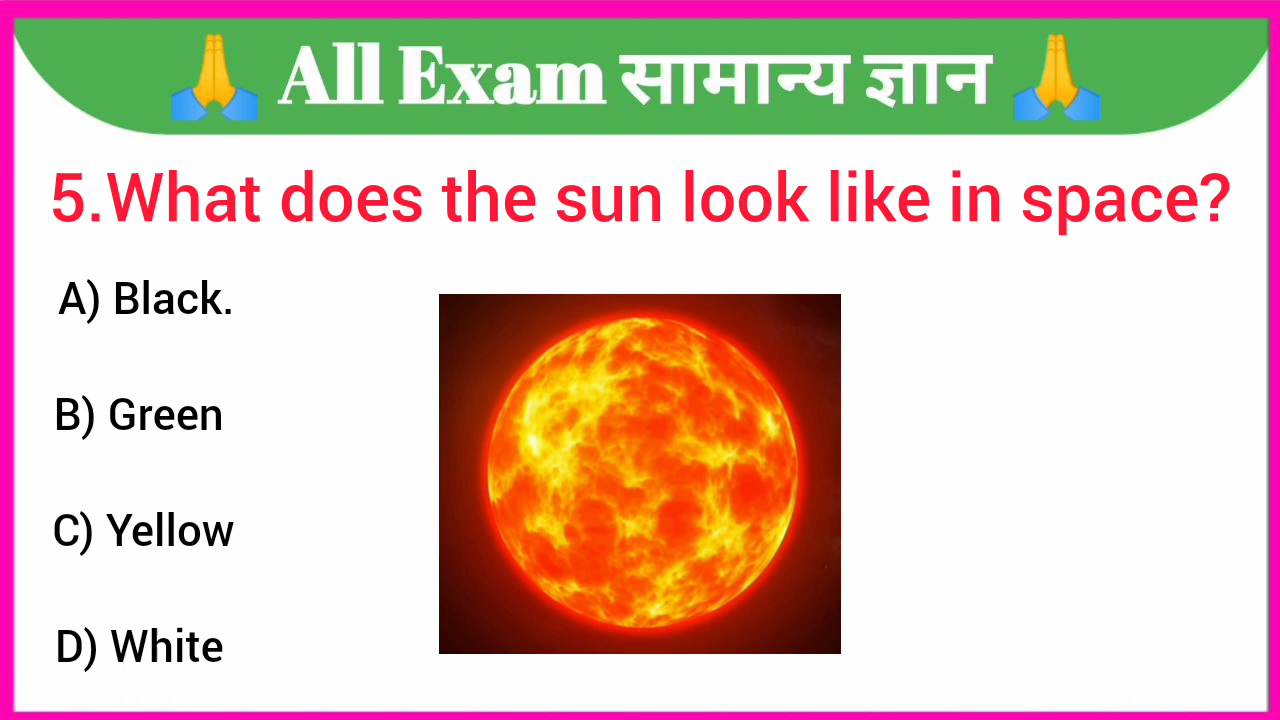 🙏 All Exam सामान्य ज्ञान 🙏
5.What does the sun look like in space?
A) Black.
B) Green
C) Yellow
D) White